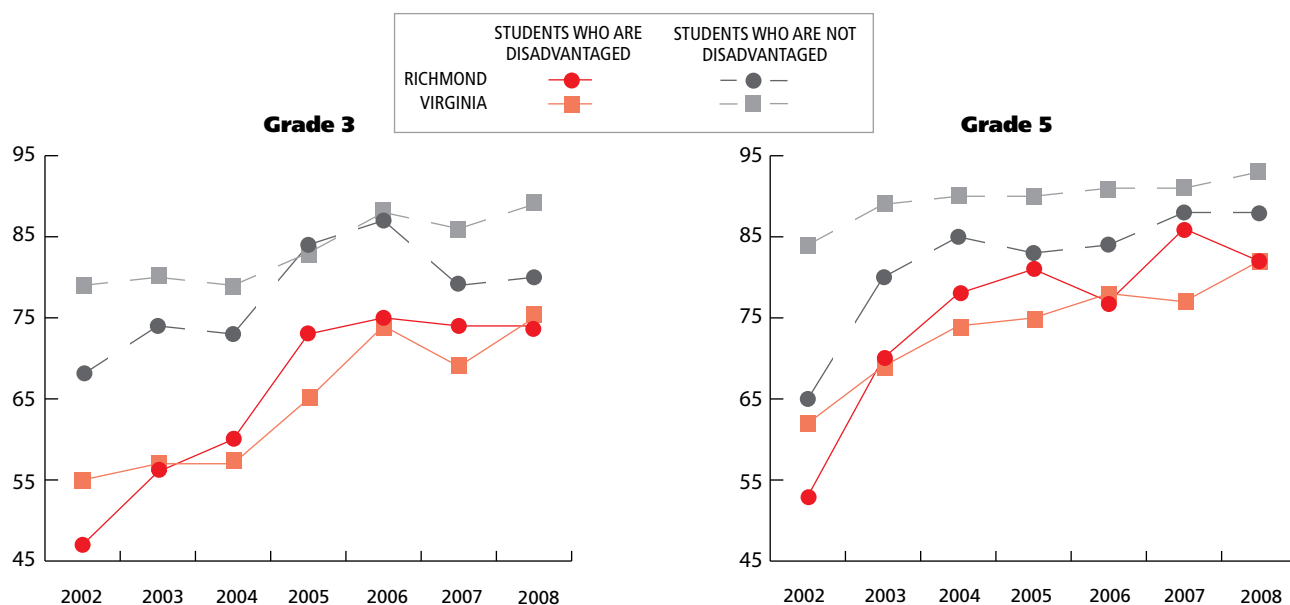 STUDENTS WHO ARE
DISADVANTAGED
STUDENTS WHO ARE NOT
DISADVANTAGED
RICHMOND
VIRGINIA
Grade 3
95
85
75
65
55
45
2002 2003 2004 2005 2006 2007 2008
Grade 5
95
85
75
65
55
45
2002 2003 2004 2005 2006 2007 2008